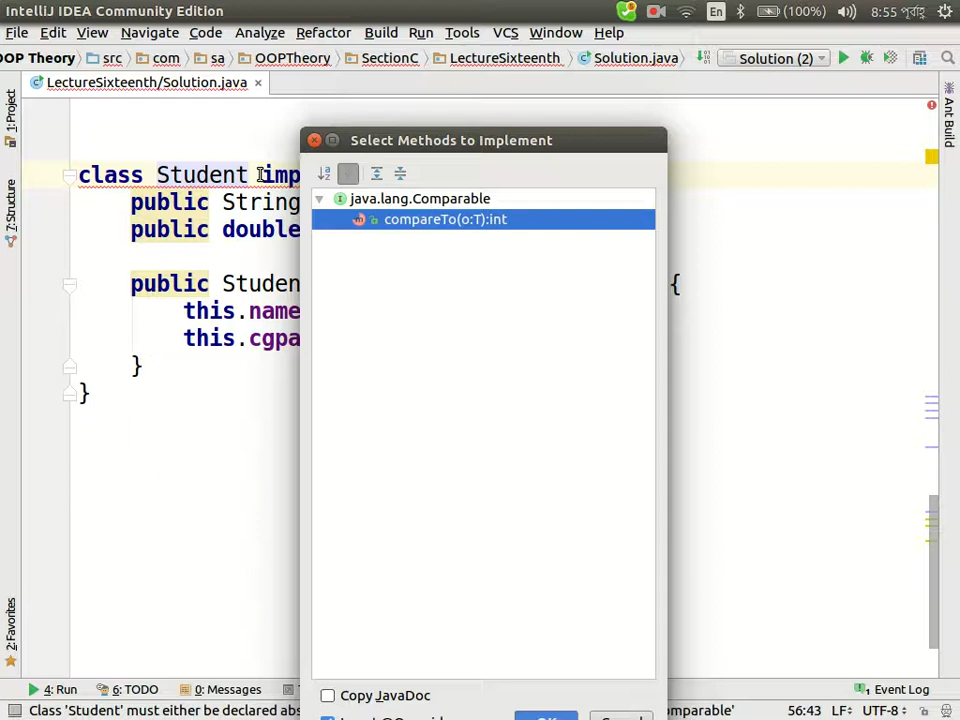 IntelliJ IDEA Community Edition
En (100%) 8:55 পূর্বাহ্ণ
File Edit View Navigate Code Analyze Refactor Build Run Tools VCS Window Help
OOP Theory src com sa OOPTheory SectionC LectureSixteenth Solution.java Solution (2)
LectureSixteenth/Solution.java
1: Project
7: Structure
2: Favorites
Ant Build
class Student imp
public String
public double
public Studen {
this.name
this.cgpa
}
}
Select Methods to Implement
java.lang.Comparable
compareTo(o:T):int
Copy JavaDoc
OK
4: Run 6: TODO 0: Messages Event Log
Class 'Student' must either be declared abs omparable' 56:43 LF UTF-8